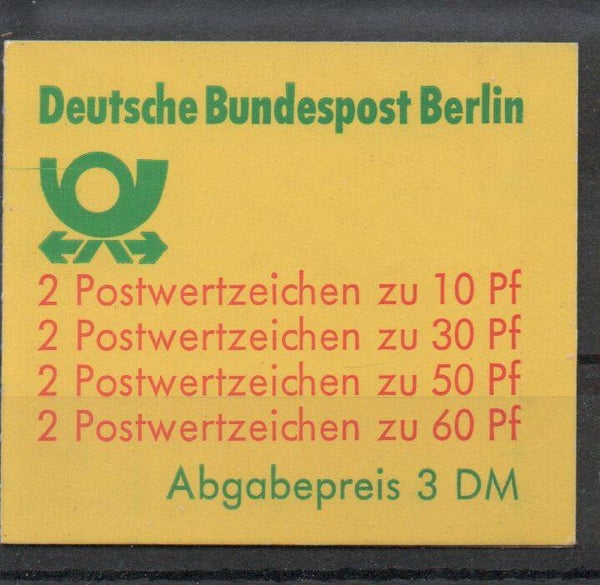 Deutsche Bundespost Berlin
2 Postwertzeichen zu 10 Pf
2 Postwertzeichen zu 30 Pf
2 Postwertzeichen zu 50 Pf
2 Postwertzeichen zu 60 Pf
Abgabepreis 3 DM